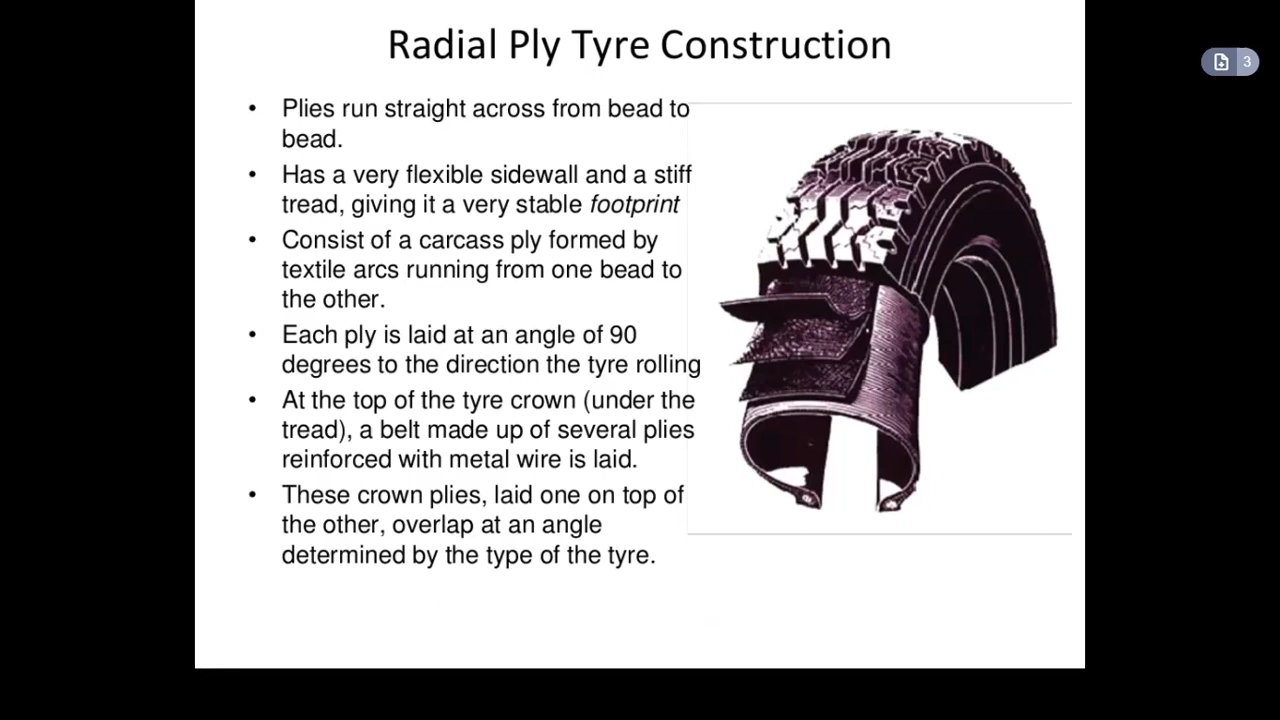 Radial Ply Tyre Construction
• Plies run straight across from bead to
bead.
• Has a very flexible sidewall and a stiff
tread, giving it a very stable footprint
• Consist of a carcass ply formed by
textile arcs running from one bead to
the other.
• Each ply is laid at an angle of 90
degrees to the direction the tyre rolling
• At the top of the tyre crown (under the
tread), a belt made up of several plies
reinforced with metal wire is laid.
• These crown plies, laid one on top of
the other, overlap at an angle
determined by the type of the tyre.
3